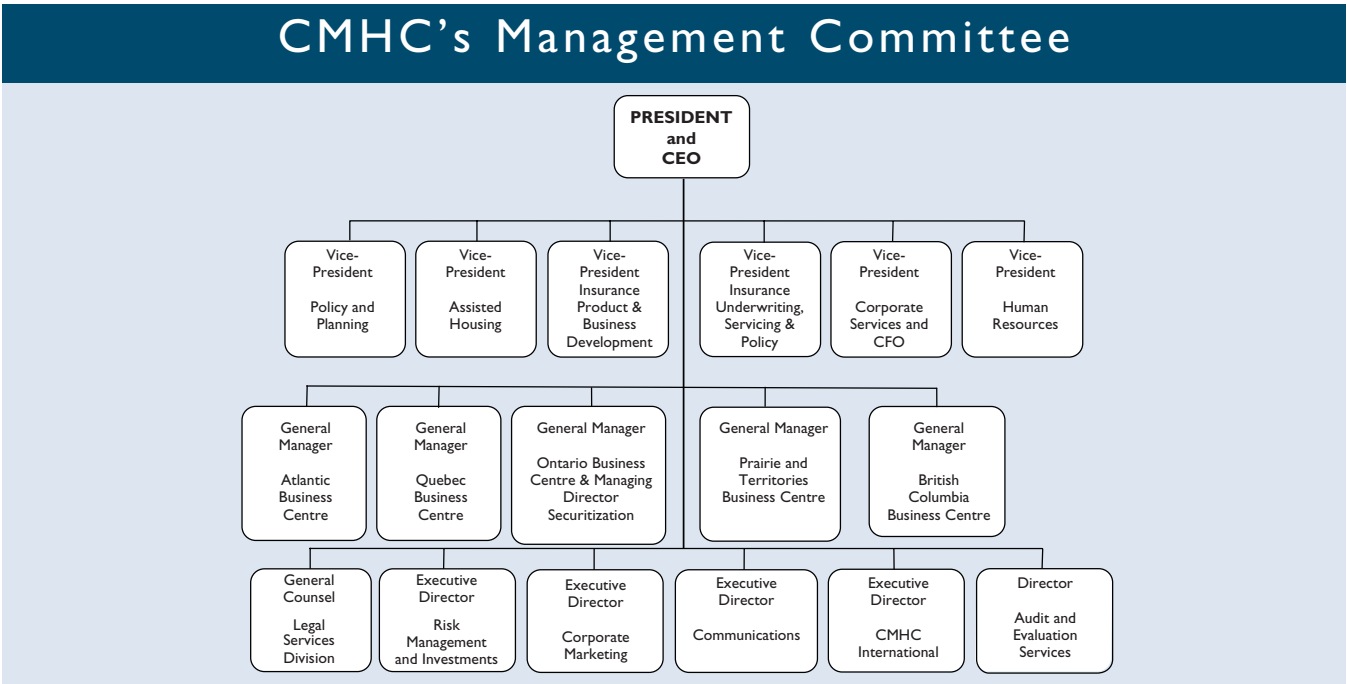 CMHC's Management Committee
PRESIDENT
and
CEO
Vice-
President
Policy and
Planning
Vice-
President
Assisted
Housing
Vice-
President
Insurance
Product &
Business
Development
Vice-
President
Insurance
Underwriting,
Servicing &
Policy
Vice-
President
Corporate
Services and
CFO
Vice-
President
Human
Resources
General
Manager
Atlantic
Business
Centre
General
Manager
Quebec
Business
Centre
General Manager
Ontario Business
Centre & Managing
Director
Securitization
General Manager
Prairie and
Territories
Business Centre
General
Manager
British
Columbia
Business Centre
General
Counsel
Legal
Services
Division
Executive
Director
Risk
Management
and Investments
Executive
Director
Corporate
Marketing
Executive
Director
Communications
Executive
Director
CMHC
International
Director
Audit and
Evaluation
Services